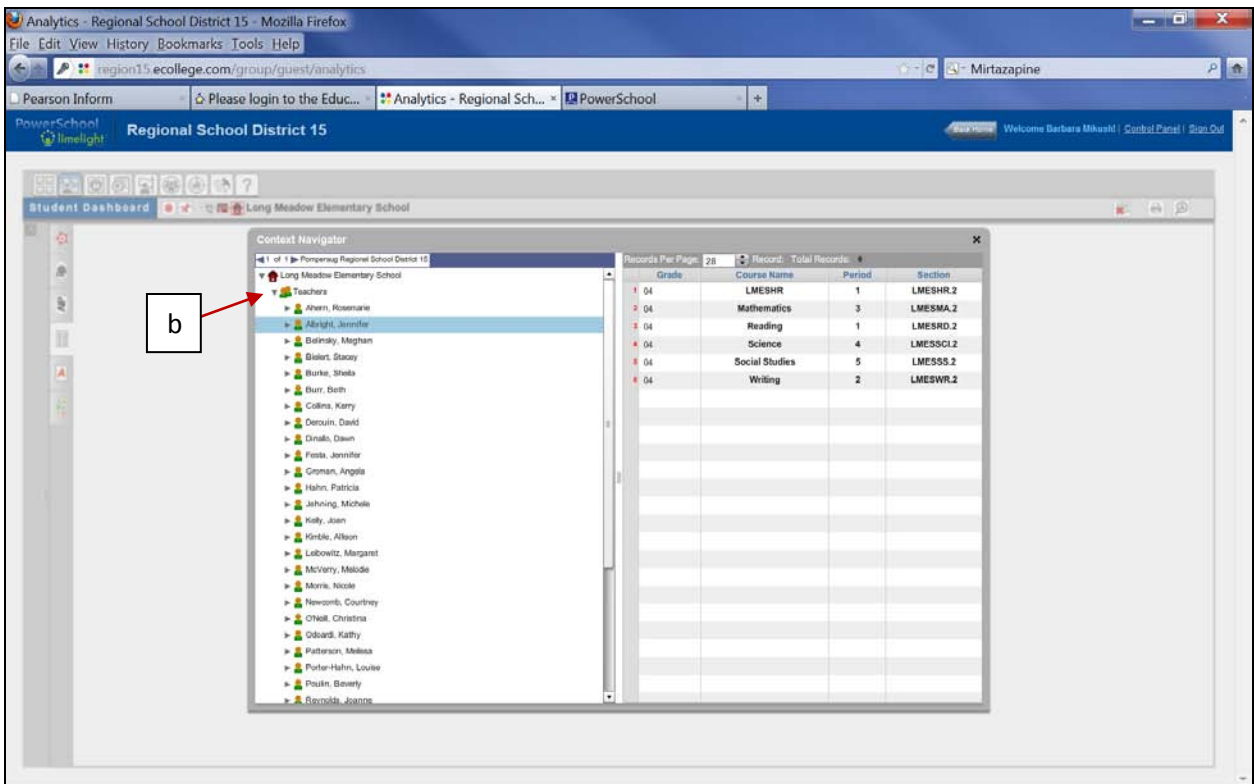 Analytics - Regional School District 15 - Mozilla Firefox
File Edit View History Bookmarks Tools Help
region15.ecollege.com/group/guest/analytics
Mirtazapine
Pearson Inform
Please login to the Educ...
Analytics - Regional Sch...
PowerSchool
PowerSchool
limelight
Regional School District 15
Back Home
Welcome Barbara | Control Panel | Sign Out
Student Dashboard
Long Meadow Elementary School
Context Navigator
1 of 1 Pomperaug Regional School District 15
Records Per Page: 28 Record: Total Records:
Long Meadow Elementary School
Teachers
Ahern, Rosemarie
Albright, Jennifer
Belinsky, Meghan
Bielert, Stacey
Burke, Sheila
Burr, Beth
Collins, Kerry
Derouin, David
Dinallo, Dawn
Festa, Jennifer
Groman, Angela
Hahn, Patricia
Jehning, Michele
Kelly, Joan
Kimble, Allison
Leibowitz, Margaret
McVerry, Melodie
Morris, Nicole
Newcomb, Courtney
O'Neill, Christina
Odoardi, Kathy
Patterson, Melissa
Porter-Hahn, Louise
Poulin, Beverly
Reynolds, Joanne
Grade Course Name Period Section
1 04 LMESHR 1 LMESHR.2
2 04 Mathematics 3 LMESMA.2
3 04 Reading 1 LMESRD.2
4 04 Science 4 LMESSCI.2
5 04 Social Studies 5 LMESSS.2
6 04 Writing 2 LMESWR.2
b